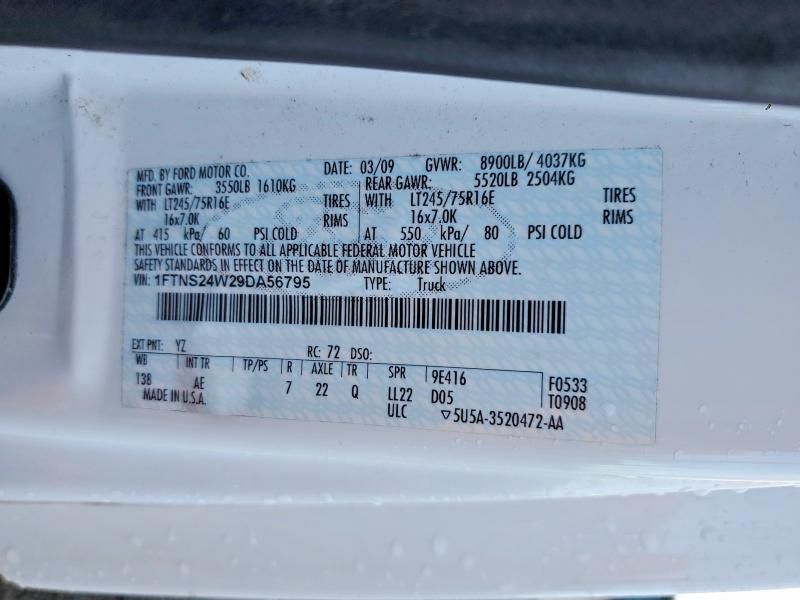 MFD. BY FORD MOTOR CO. DATE: 03/09 GVWR: 8900LB/ 4037KG
FRONT GAWR: 3550LB 1610KG REAR GAWR: 5520LB 2504KG
WITH LT245/75R16E TIRES WITH LT245/75R16E TIRES
16x7.0K RIMS 16x7.0K RIMS
AT 415 kPa/ 60 PSI COLD AT 550 kPa/ 80 PSI COLD
THIS VEHICLE CONFORMS TO ALL APPLICABLE FEDERAL MOTOR VEHICLE
SAFETY STANDARDS IN EFFECT ON THE DATE OF MANUFACTURE SHOWN ABOVE.
VIN: 1FTNS24W29DA56795 TYPE: Truck
EXT PNT: YZ RC: 72 DSO:
WB INT TR TP/PS R AXLE TR SPR 9E416 F0533
138 AE 7 22 Q LL22 D05 T0908
MADE IN U.S.A. ULC ▽5U5A-3520472-AA